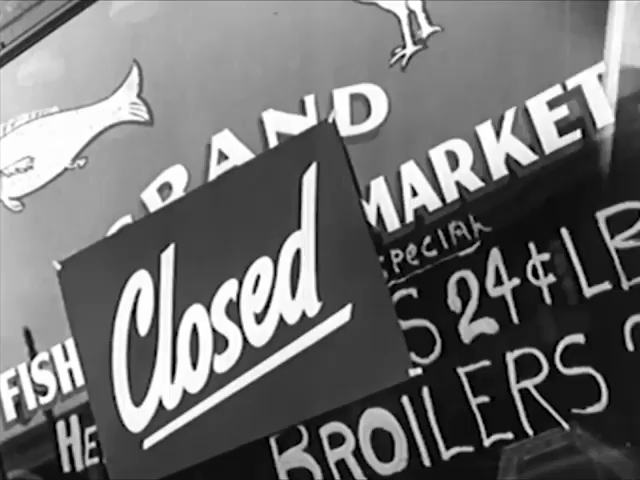 GRAND
MARKET
SPECIAL
S 24¢ LB
FISH
Closed
BROILERS